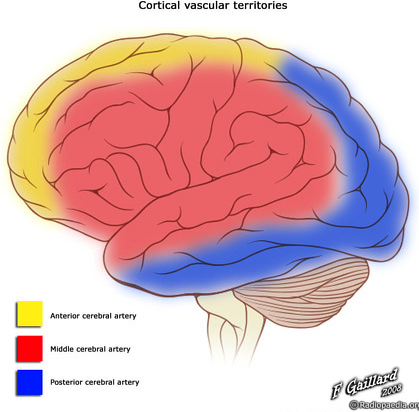 Cortical vascular territories
Anterior cerebral artery
Middle cerebral artery
Posterior cerebral artery
F Gaillard
2008
@Radiopaedia.org